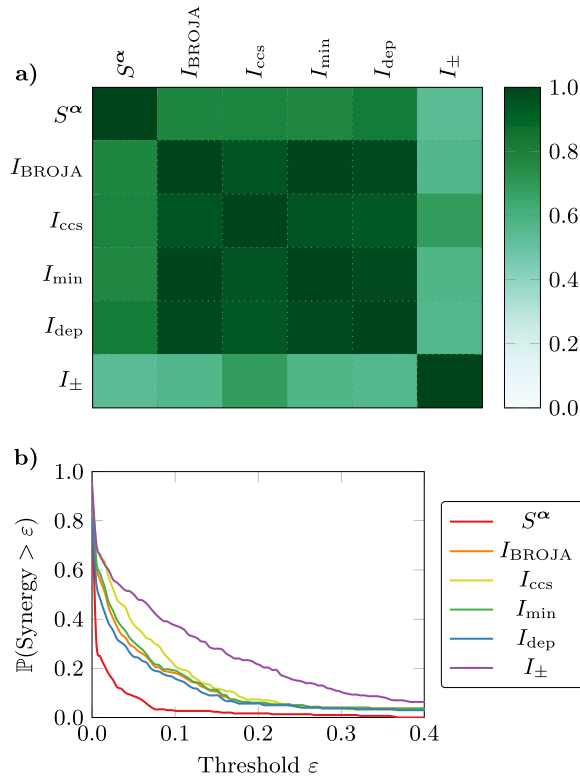 S^α I_BROJA I_ccs I_min I_dep I_±
a)
S^α
I_BROJA
I_ccs
I_min
I_dep
I_±
1.0
0.8
0.6
0.4
0.2
0.0
b)
1.0
0.8
0.6
0.4
0.2
0.0
ℙ(Synergy > ε)
0.0 0.1 0.2 0.3 0.4
Threshold ε
S^α
I_BROJA
I_ccs
I_min
I_dep
I_±